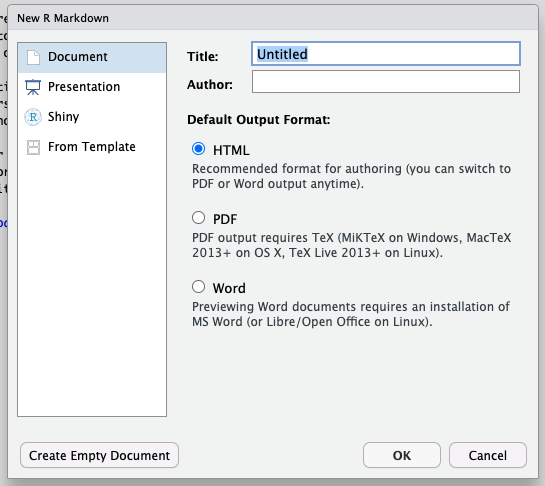 New R Markdown
Document
Presentation
R Shiny
From Template
Title: Untitled
Author:
Default Output Format:
HTML
Recommended format for authoring (you can switch to
PDF or Word output anytime).
PDF
PDF output requires TeX (MiKTeX on Windows, MacTeX
2013+ on OS X, TeX Live 2013+ on Linux).
Word
Previewing Word documents requires an installation of
MS Word (or Libre/Open Office on Linux).
Create Empty Document
OK
Cancel